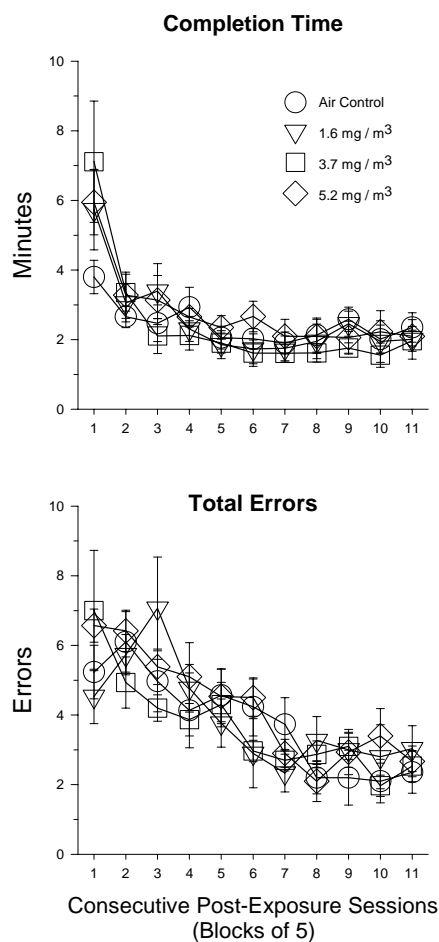 Completion Time
10
8
6
4
2
0
Minutes
Air Control
1.6 mg / m³
3.7 mg / m³
5.2 mg / m³
1 2 3 4 5 6 7 8 9 10 11
Total Errors
10
8
6
4
2
0
Errors
1 2 3 4 5 6 7 8 9 10 11
Consecutive Post-Exposure Sessions
(Blocks of 5)